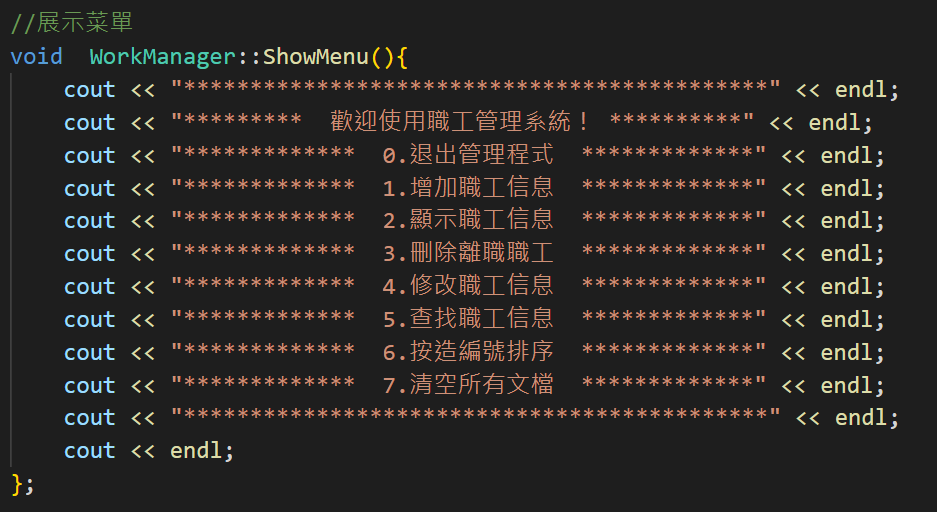 //展示菜單
void  WorkManager::ShowMenu(){
    cout << "********************************************" << endl;
    cout << "*********  歡迎使用職工管理系統！ **********" << endl;
    cout << "*************  0.退出管理程式  *************" << endl;
    cout << "*************  1.增加職工信息  *************" << endl;
    cout << "*************  2.顯示職工信息  *************" << endl;
    cout << "*************  3.刪除離職職工  *************" << endl;
    cout << "*************  4.修改職工信息  *************" << endl;
    cout << "*************  5.查找職工信息  *************" << endl;
    cout << "*************  6.按造編號排序  *************" << endl;
    cout << "*************  7.清空所有文檔  *************" << endl;
    cout << "********************************************" << endl;
    cout << endl;
};